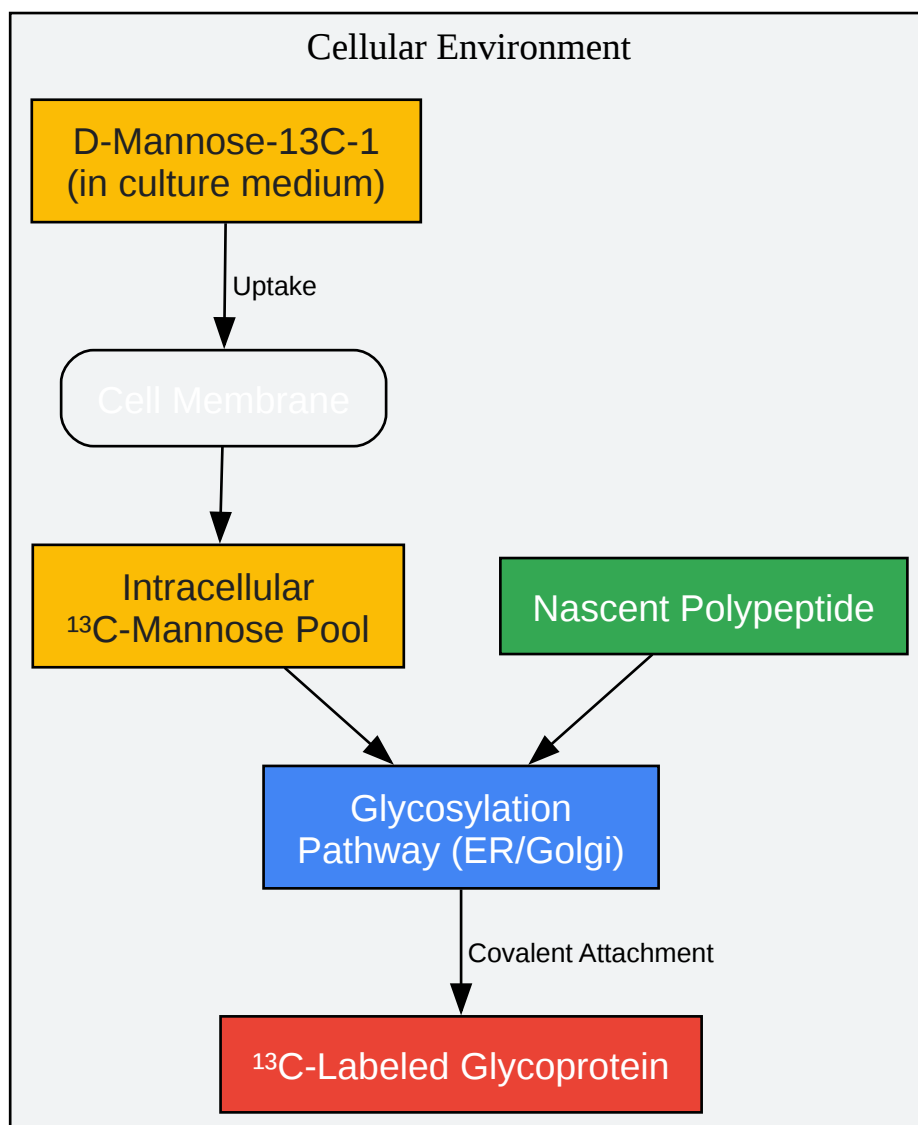 Cellular Environment
D-Mannose-13C-1
(in culture medium)
Uptake
Cell Membrane
Intracellular
¹³C-Mannose Pool
Nascent Polypeptide
Glycosylation
Pathway (ER/Golgi)
Covalent Attachment
¹³C-Labeled Glycoprotein